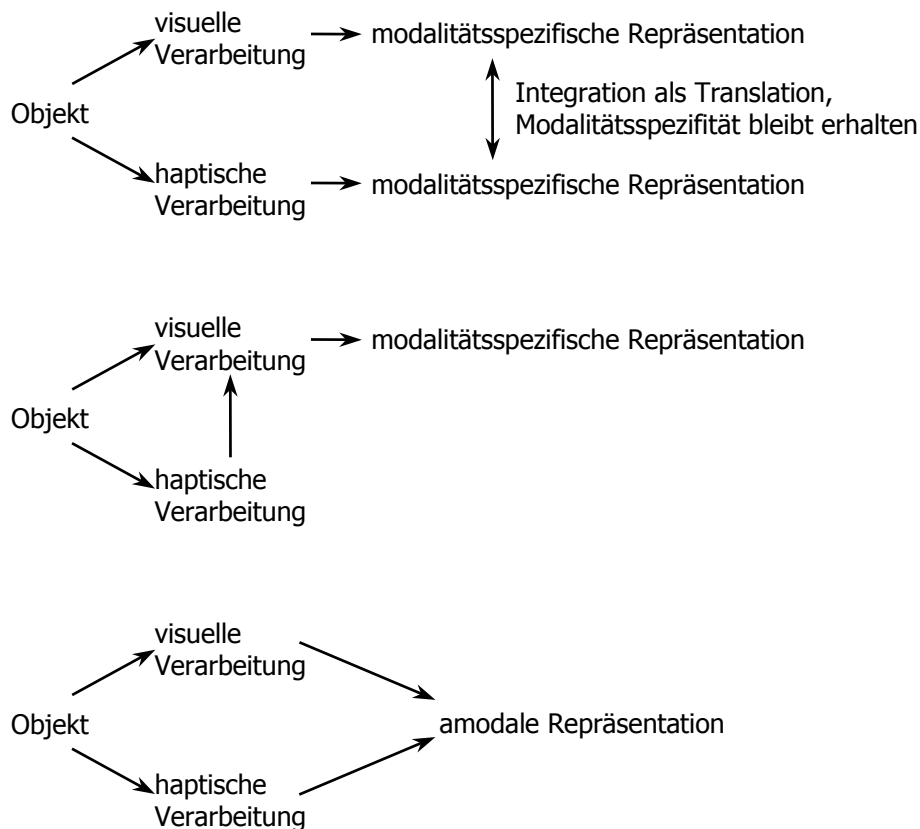 visuelle
Verarbeitung
modalitätsspezifische Repräsentation
Objekt
Integration als Translation,
Modalitätsspezifität bleibt erhalten
haptische
Verarbeitung
modalitätsspezifische Repräsentation
visuelle
Verarbeitung
modalitätsspezifische Repräsentation
Objekt
haptische
Verarbeitung
visuelle
Verarbeitung
Objekt
amodale Repräsentation
haptische
Verarbeitung